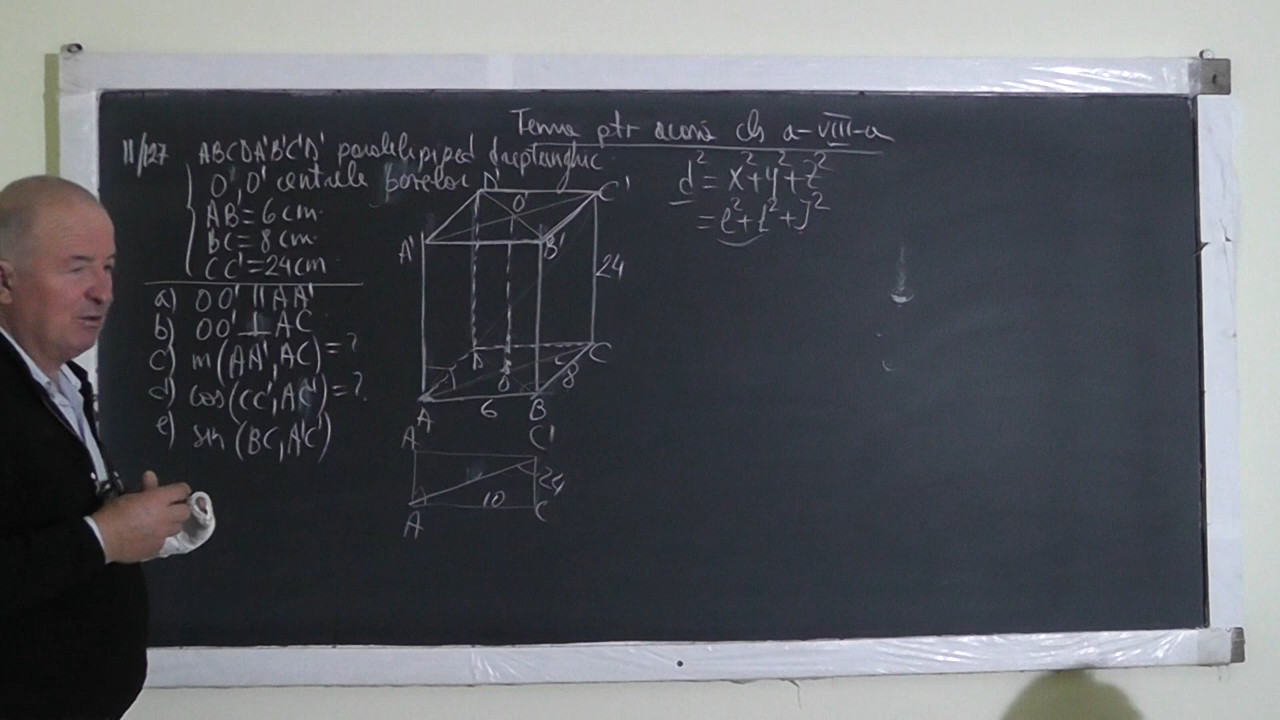 Tema ptr acasă cls a-VIII-a
11/127 ABCDA'B'C'D' paralelipiped dreptunghic
O, O' centrele bazelor
AB = 6 cm
BC = 8 cm
CC' = 24 cm
a) OO' || AA'
b) OO' ⊥ AC
c) m(AA', AC) = ?
d) cos(CC', AC') = ?
e) sin(BC, A'C')
D' C'
O'
A' B'
24
D C
O 8
A 6 B
A' C'
24
10
A C
d² = x² + y² + z²
= L² + l² +